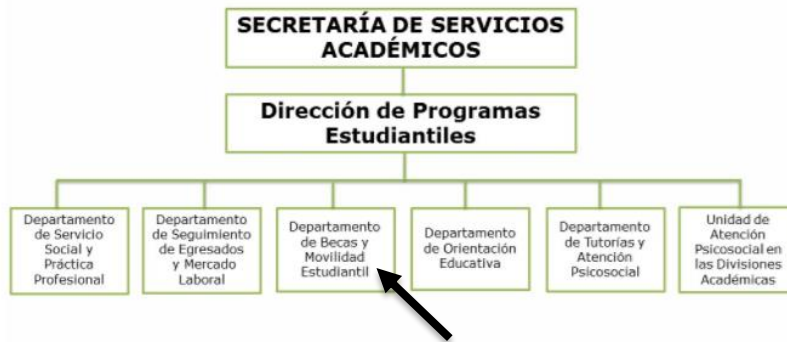 SECRETARÍA DE SERVICIOS
ACADÉMICOS
Dirección de Programas
Estudiantiles
Departamento
de Servicio
Social y
Práctica
Profesional
Departamento
de Seguimiento
de Egresados
y Mercado
Laboral
Departamento
de Becas y
Movilidad
Estudiantil
Departamento
de Orientación
Educativa
Departamento
de Tutorías y
Atención
Psicosocial
Unidad de
Atención
Psicosocial en
las Divisiones
Académicas